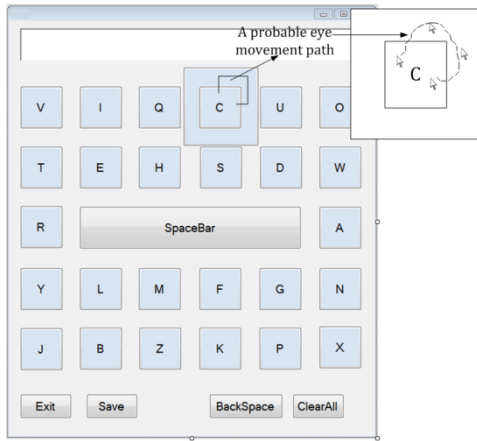 A probable eye
movement path
C
V I Q C U O
T E H S D W
R SpaceBar A
Y L M F G N
J B Z K P X
Exit Save BackSpace ClearAll